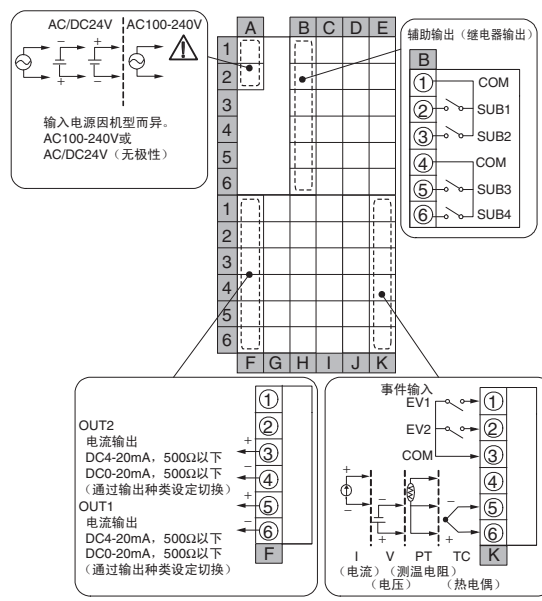 AC/DC24V AC100-240V
− +
+ −
输入电源因机型而异。
AC100-240V或
AC/DC24V（无极性）
A B C D E
1
2
3
4
5
6
1
2
3
4
5
6
F G H I J K
辅助输出（继电器输出）
B
① COM
② SUB1
③ SUB2
④ COM
⑤ SUB3
⑥ SUB4
①
OUT2 ②
电流输出 + ③
DC4-20mA，500Ω以下 − ④
DC0-20mA，500Ω以下
（通过输出种类设定切换） + ⑤
OUT1
电流输出 − ⑥
DC4-20mA，500Ω以下 F
DC0-20mA，500Ω以下
（通过输出种类设定切换）
事件输入
EV1 ①
EV2 ②
COM ③
④
+ − − ⑤
− + + ⑥
I V PT TC K
（电流）（测温电阻）
（电压） （热电偶）